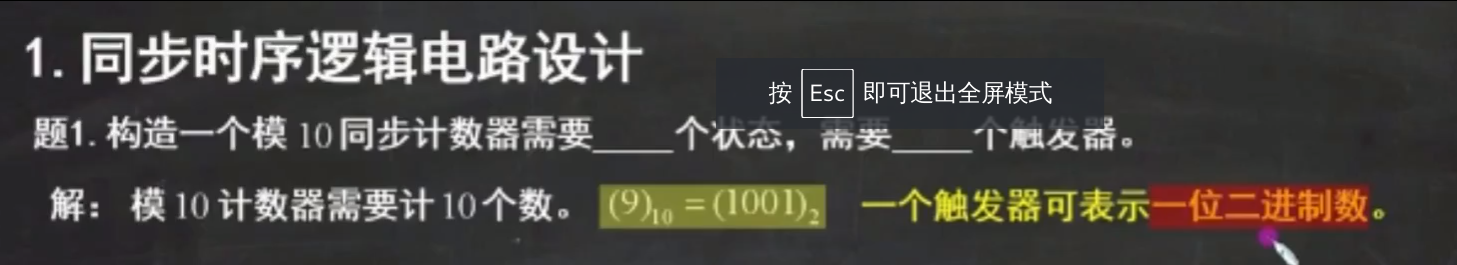 1. 同步时序逻辑电路设计
按 Esc 即可退出全屏模式
题1. 构造一个模 10 同步计数器需要____个状态，需要____个触发器。
解： 模 10 计数器需要计 10 个数。 (9)₁₀ = (1001)₂ 一个触发器可表示一位二进制数。